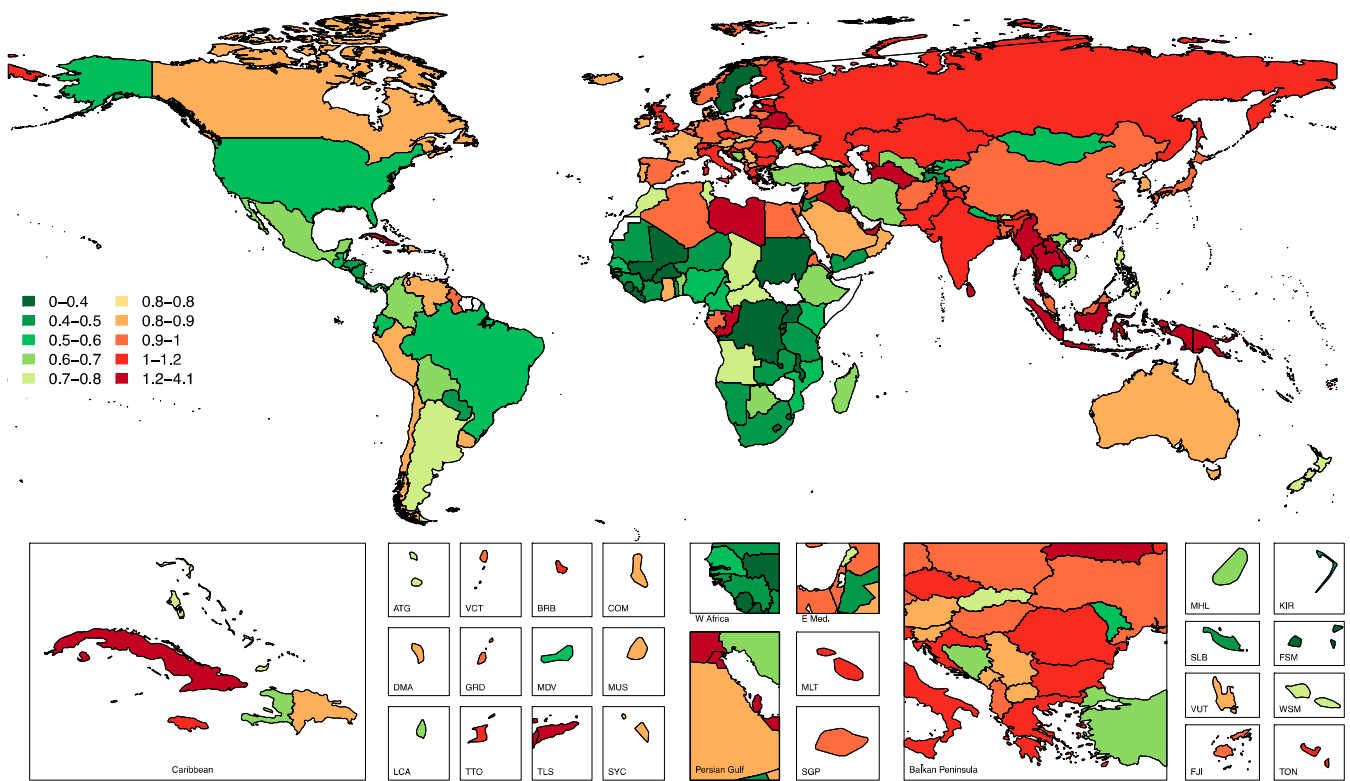 0–0.4
0.4–0.5
0.5–0.6
0.6–0.7
0.7–0.8
0.8–0.8
0.8–0.9
0.9–1
1–1.2
1.2–4.1
ATG
VCT
BRB
COM
DMA
GRD
MDV
MUS
LCA
TTO
TLS
SYC
Caribbean
W Africa
E Med.
Persian Gulf
MLT
SGP
Balkan Peninsula
MHL
KIR
SLB
FSM
VUT
WSM
FJI
TON